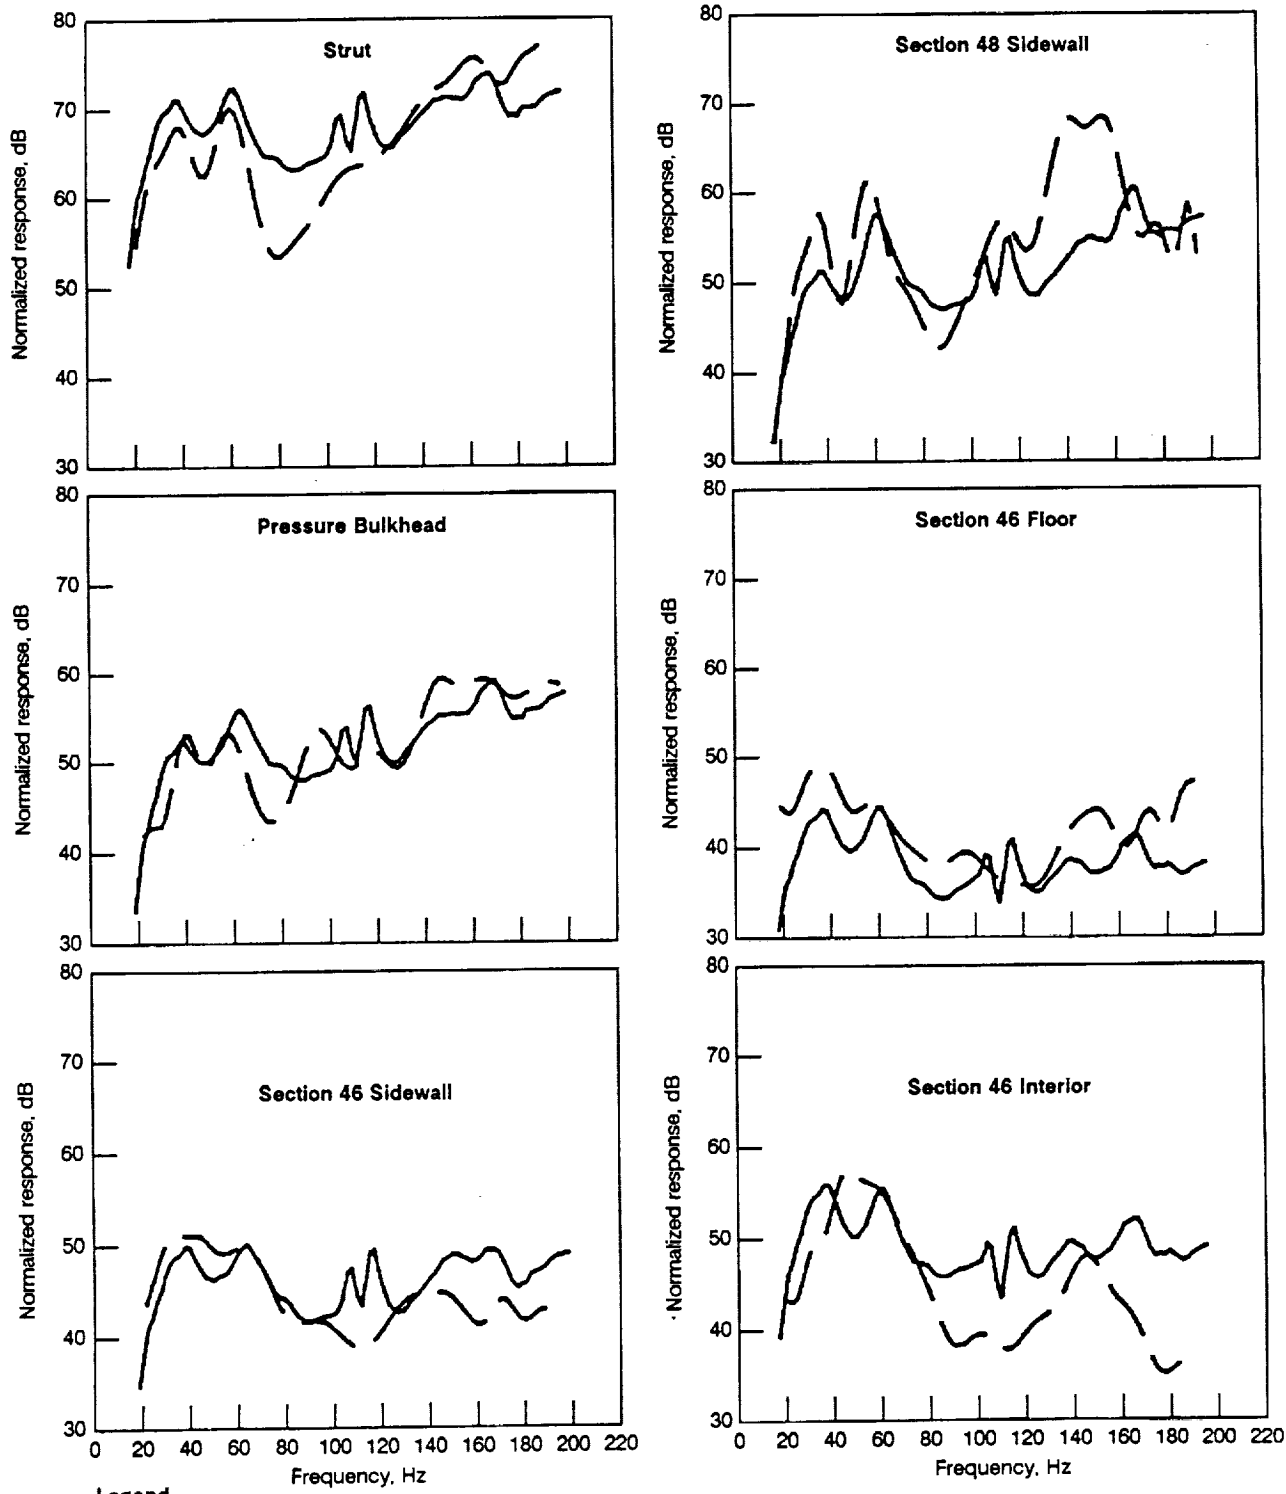 Strut
80
70
60
50
40
30
Normalized response, dB
Section 48 Sidewall
80
70
60
50
40
30
Normalized response, dB
Pressure Bulkhead
80
70
60
50
40
30
Normalized response, dB
Section 46 Floor
80
70
60
50
40
30
Normalized response, dB
Section 46 Sidewall
80
70
60
50
40
30
Normalized response, dB
0 20 40 60 80 100 120 140 160 180 200 220
Frequency, Hz
Section 46 Interior
80
70
60
50
40
30
Normalized response, dB
0 20 40 60 80 100 120 140 160 180 200 220
Frequency, Hz
Legend